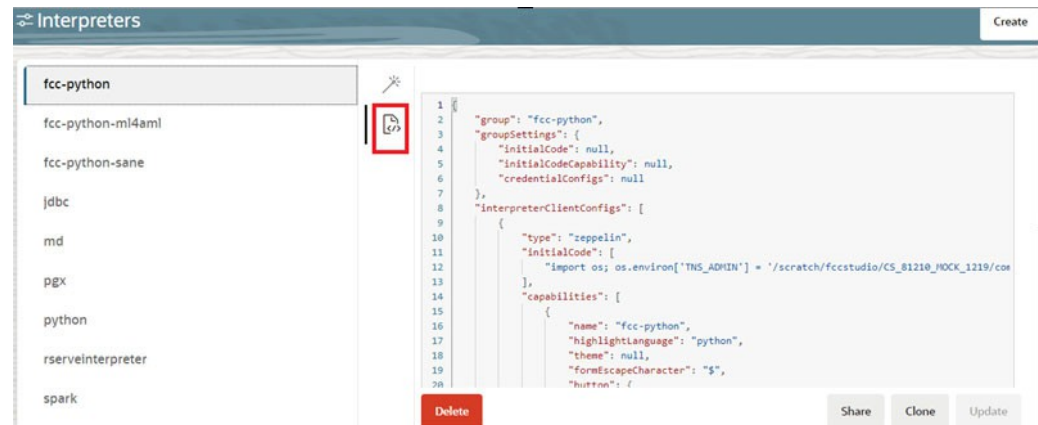 Interpreters
Create
fcc-python
fcc-python-ml4aml
fcc-python-sane
jdbc
md
pgx
python
rserveinterpreter
spark
1 {
2 "group": "fcc-python",
3 "groupSettings": {
4 "initialCode": null,
5 "initialCodeCapability": null,
6 "credentialConfigs": null
7 },
8 "interpreterClientConfigs": [
9 {
10 "type": "zeppelin",
11 "initialCode": [
12 "import os; os.environ['TNS_ADMIN'] = '/scratch/fccstudio/CS_81210_MOCK_1219/con
13 ],
14 "capabilities": [
15 {
16 "name": "fcc-python",
17 "highlightLanguage": "python",
18 "theme": null,
19 "formEscapeCharacter": "$",
20 "button": {
Delete
Share
Clone
Update